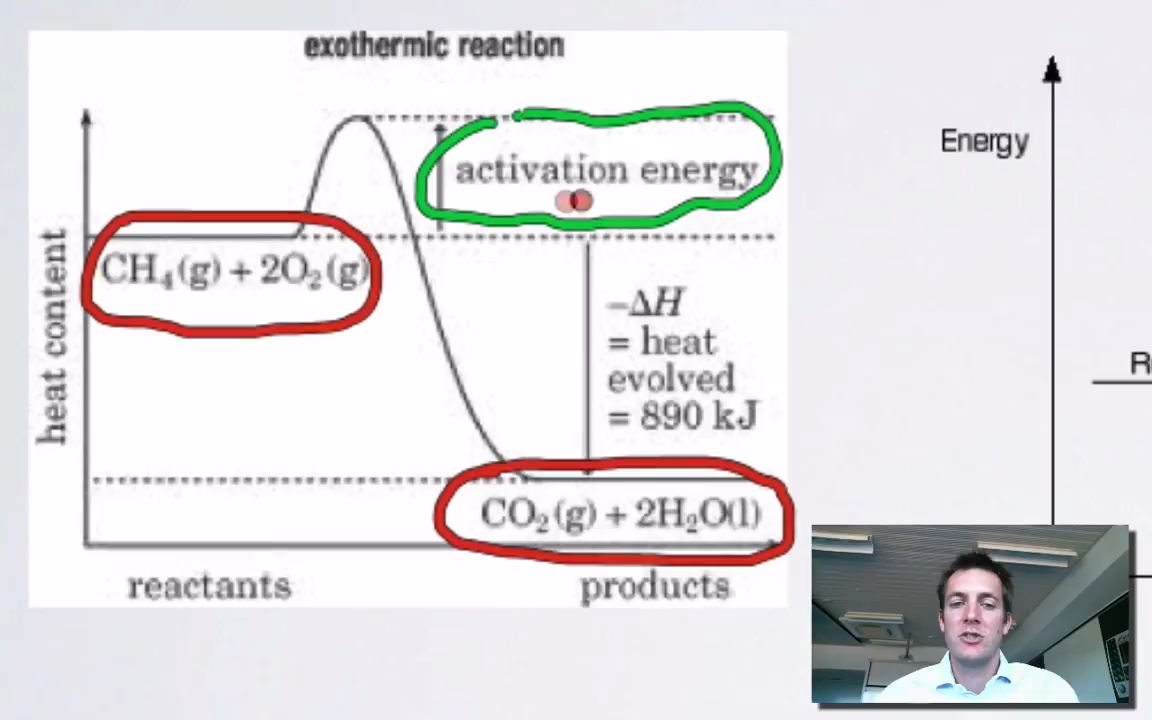 exothermic reaction
activation energy
CH₄(g) + 2O₂(g)
heat content
−ΔH
= heat
evolved
= 890 kJ
CO₂(g) + 2H₂O(l)
reactants
products
Energy